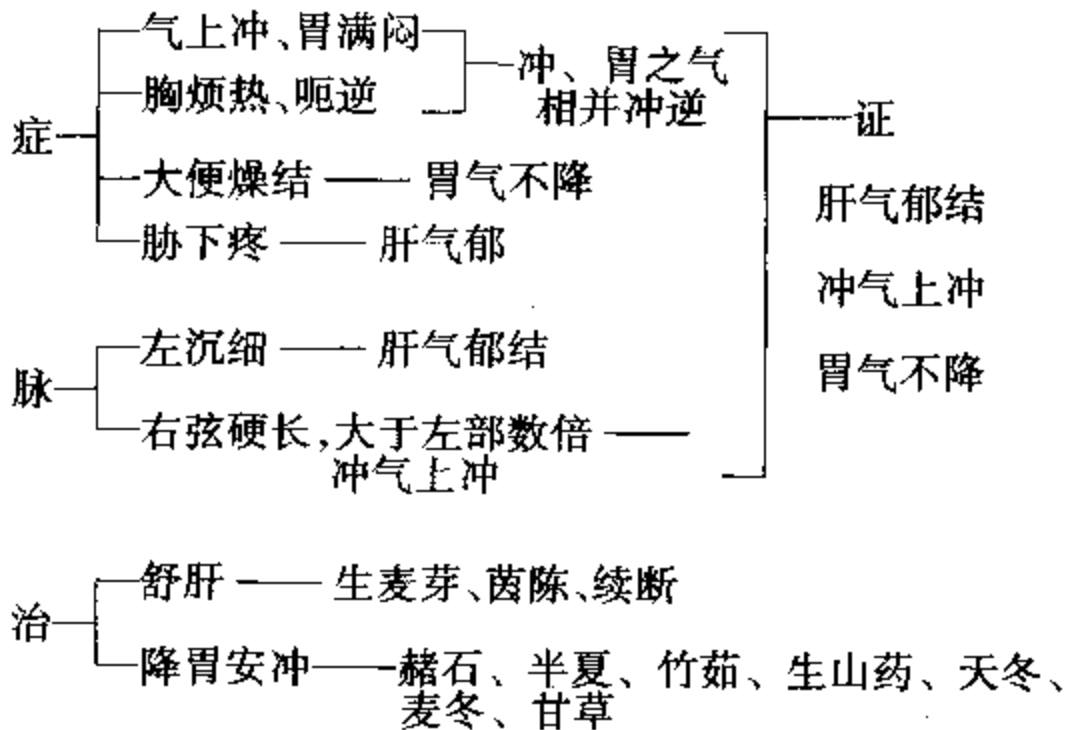 气上冲、胃满闷
胸烦热、呃逆
冲、胃之气
相并冲逆
症
证
大便燥结 胃气不降
胁下疼 肝气郁
肝气郁结
冲气上冲
胃气不降
脉
左沉细 肝气郁结
右弦硬长,大于左部数倍
冲气上冲
治
舒肝 生麦芽、茵陈、续断
降胃安冲 赭石、半夏、竹茹、生山药、天冬、
麦冬、甘草